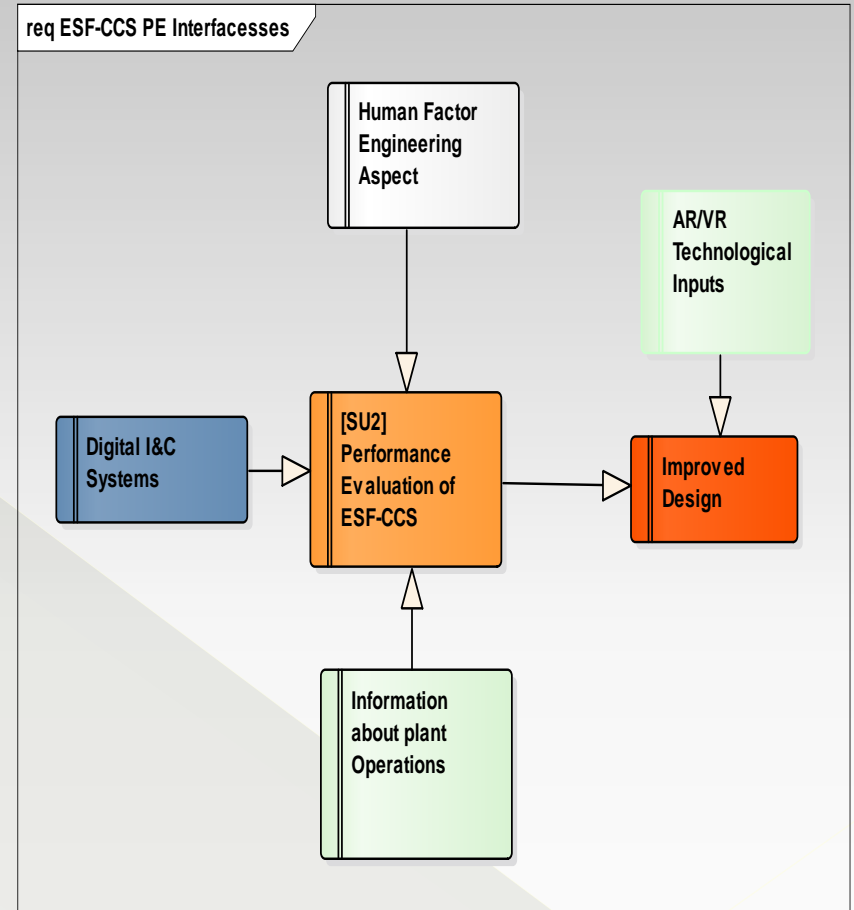 req ESF-CCS PE Interfacesses
Human Factor
Engineering
Aspect
AR/VR
Technological
Inputs
Digital I&C
Systems
[SU2]
Performance
Evaluation of
ESF-CCS
Improved
Design
Information
about plant
Operations